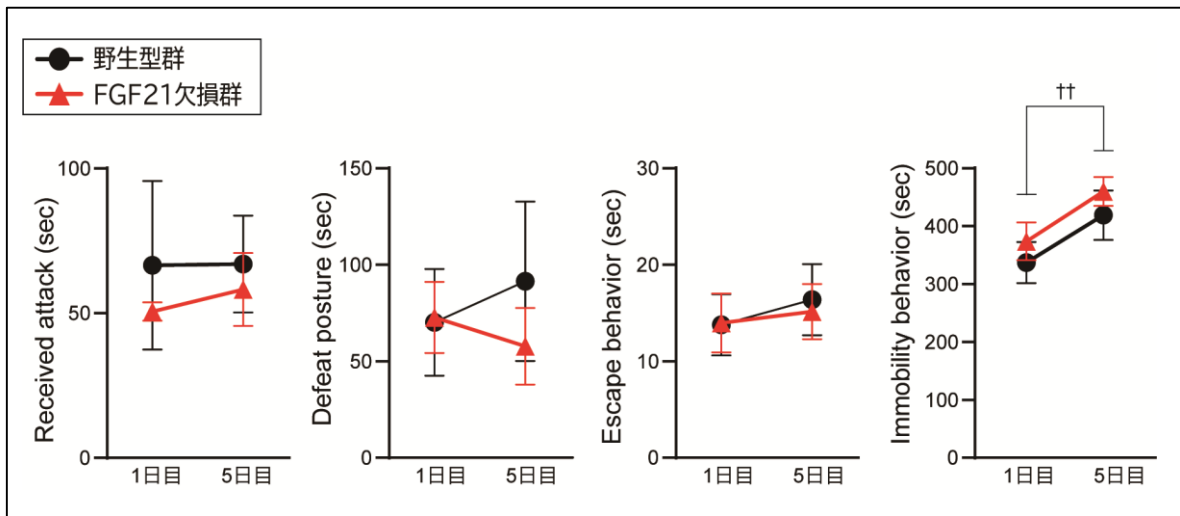 野生型群
FGF21欠損群
††
Received attack (sec)
100
50
0
1日目
5日目
Defeat posture (sec)
150
100
50
0
1日目
5日目
Escape behavior (sec)
30
20
10
0
1日目
5日目
Immobility behavior (sec)
500
400
300
200
100
0
1日目
5日目